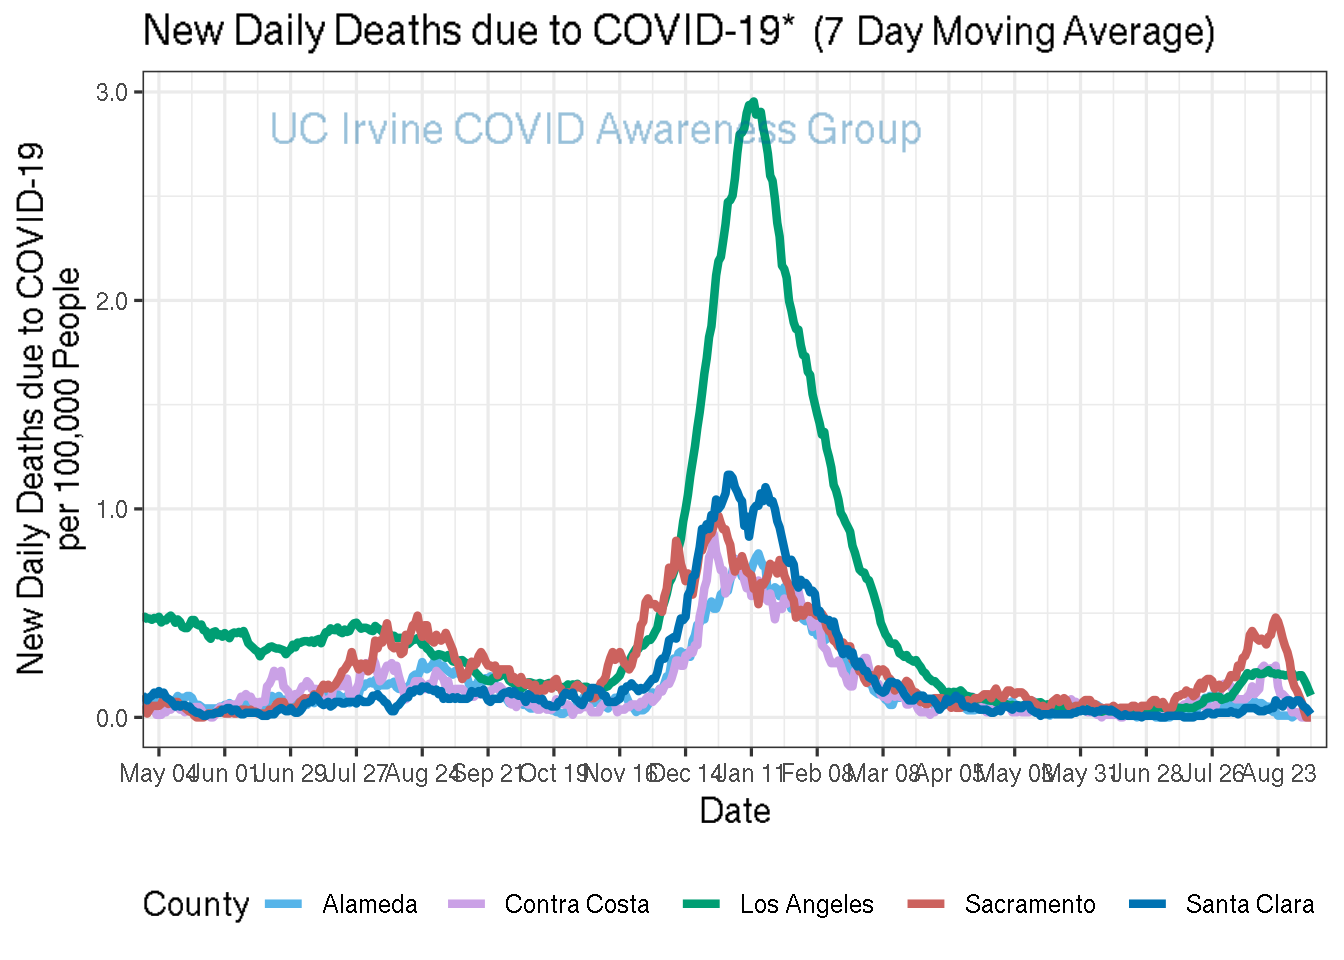 New Daily Deaths due to COVID-19* (7 Day Moving Average)
UC Irvine COVID Awareness Group
New Daily Deaths due to COVID-19
per 100,000 People
3.0
2.0
1.0
0.0
May 04 Jun 01 Jun 29 Jul 27 Aug 24 Sep 21 Oct 19 Nov 16 Dec 14 Jan 11 Feb 08 Mar 08 Apr 05 May 03 May 31 Jun 28 Jul 26 Aug 23
Date
County Alameda Contra Costa Los Angeles Sacramento Santa Clara